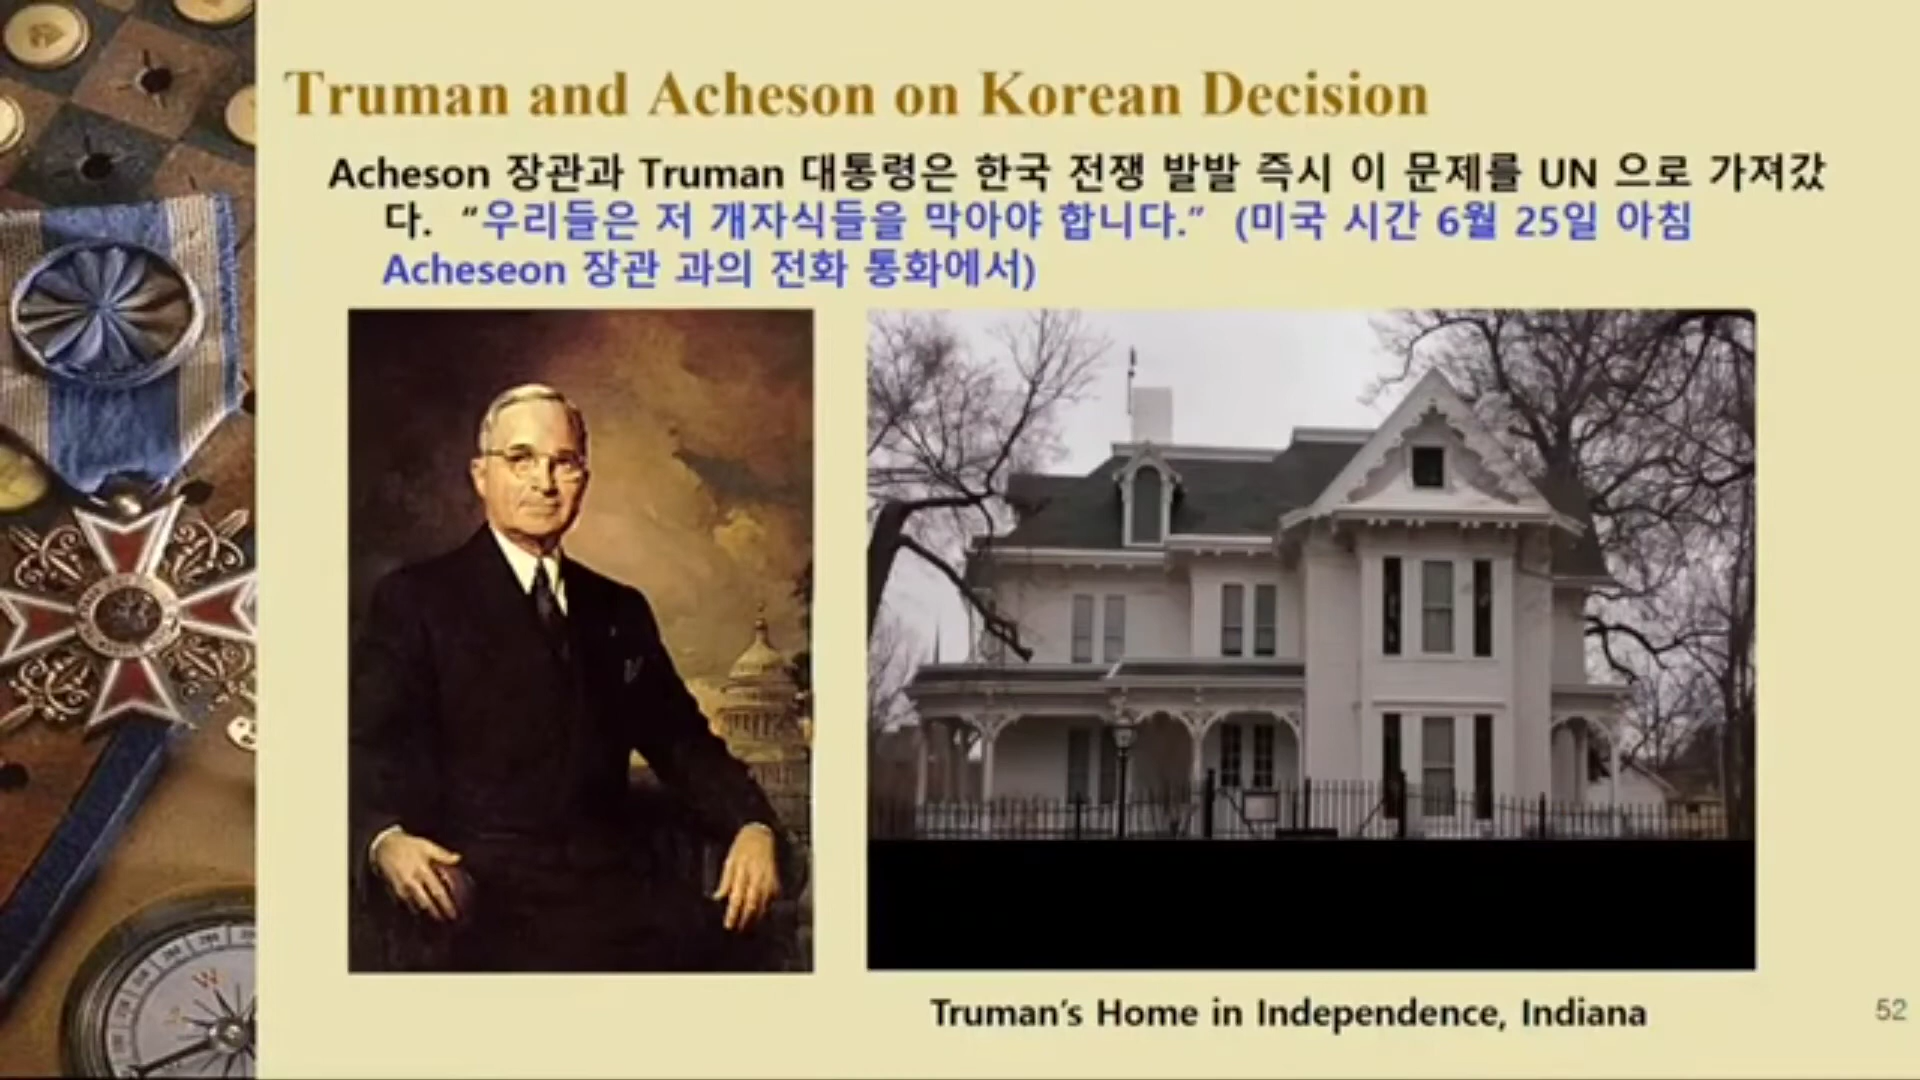 Truman and Acheson on Korean Decision
Acheson 장관과 Truman 대통령은 한국 전쟁 발발 즉시 이 문제를 UN 으로 가져갔
다. “우리들은 저 개자식들을 막아야 합니다.” (미국 시간 6월 25일 아침
Acheseon 장관 과의 전화 통화에서)
W
Truman’s Home in Independence, Indiana
52